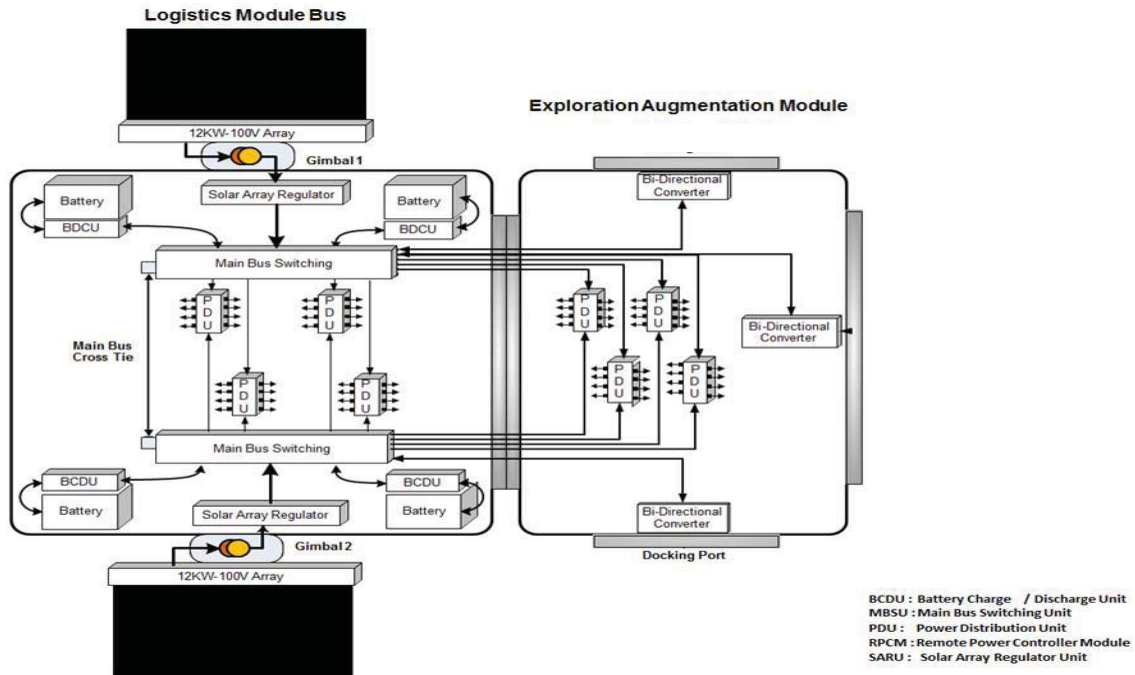 Logistics Module Bus
12KW-100V Array
Gimbal 1
Solar Array Regulator
Battery
BDCU
Battery
BDCU
Main Bus Switching
P
D
U
P
D
U
Main Bus
Cross Tie
P
D
U
P
D
U
Main Bus Switching
BCDU
Battery
BCDU
Battery
Solar Array Regulator
Gimbal 2
12KW-100V Array
Exploration Augmentation Module
Bi-Directional
Converter
P
D
U
P
D
U
Bi-Directional
Converter
P
D
U
P
D
U
Bi-Directional
Converter
Docking Port
BCDU : Battery Charge / Discharge Unit
MBSU : Main Bus Switching Unit
PDU : Power Distribution Unit
RPCM : Remote Power Controller Module
SARU : Solar Array Regulator Unit